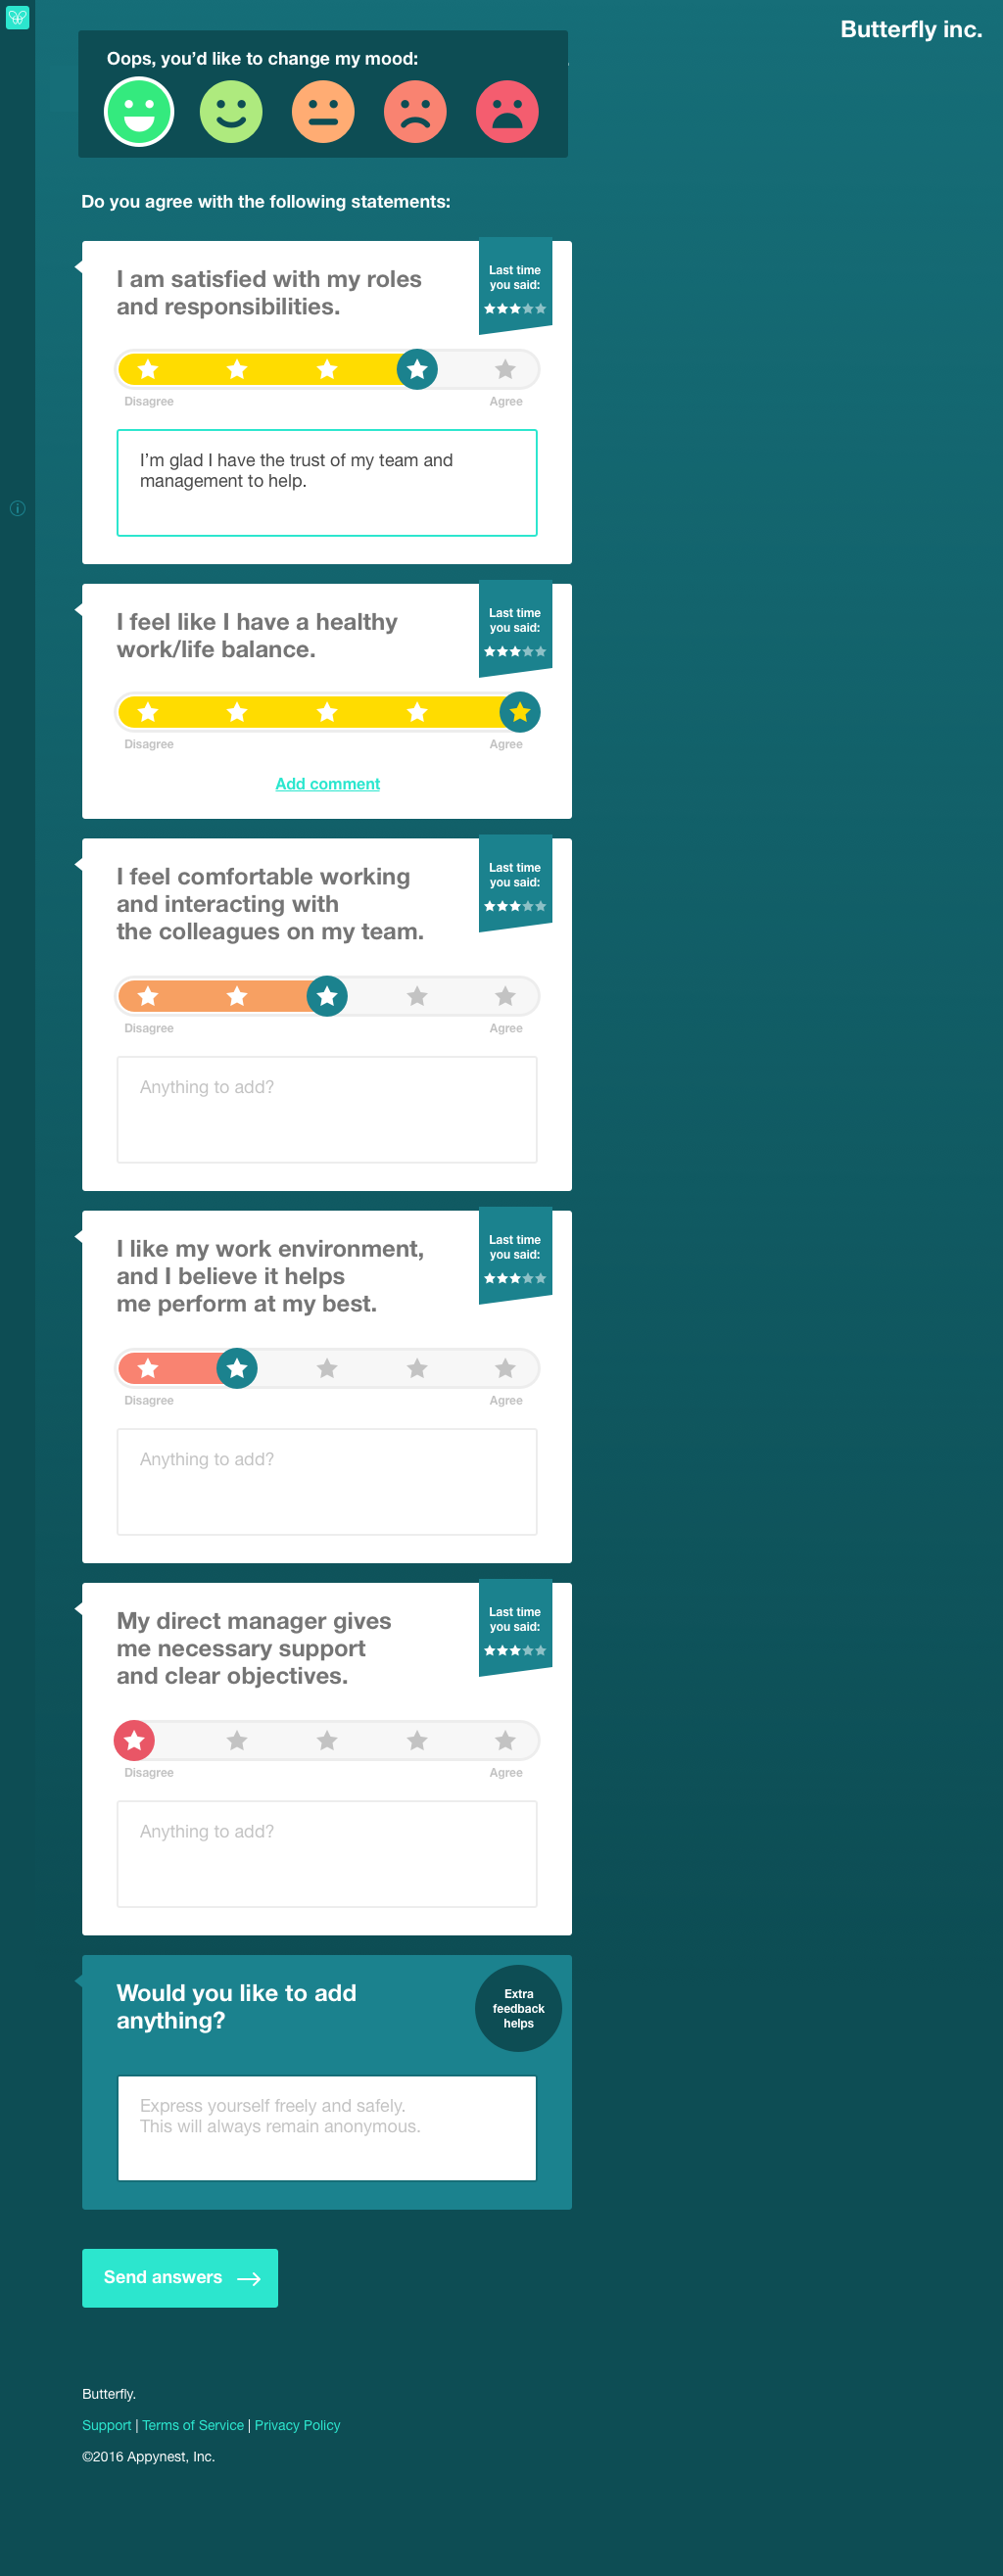 Butterfly inc.
Oops, you’d like to change my mood:
Do you agree with the following statements:
I am satisfied with my roles
and responsibilities.
Last time
you said:
Disagree
Agree
I’m glad I have the trust of my team and
management to help.
I feel like I have a healthy
work/life balance.
Last time
you said:
Disagree
Agree
Add comment
I feel comfortable working
and interacting with
the colleagues on my team.
Last time
you said:
Disagree
Agree
Anything to add?
I like my work environment,
and I believe it helps
me perform at my best.
Last time
you said:
Disagree
Agree
Anything to add?
My direct manager gives
me necessary support
and clear objectives.
Last time
you said:
Disagree
Agree
Anything to add?
Would you like to add
anything?
Extra
feedback
helps
Express yourself freely and safely.
This will always remain anonymous.
Send answers
Butterfly.
Support | Terms of Service | Privacy Policy
©2016 Appynest, Inc.